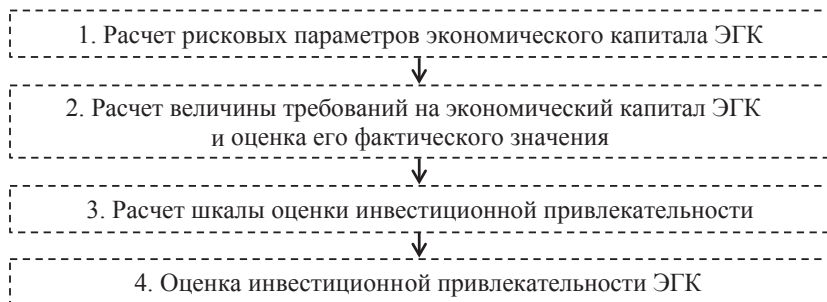 1. Расчет рисковых параметров экономического капитала ЭГК
2. Расчет величины требований на экономический капитал ЭГК
и оценка его фактического значения
3. Расчет шкалы оценки инвестиционной привлекательности
4. Оценка инвестиционной привлекательности ЭГК